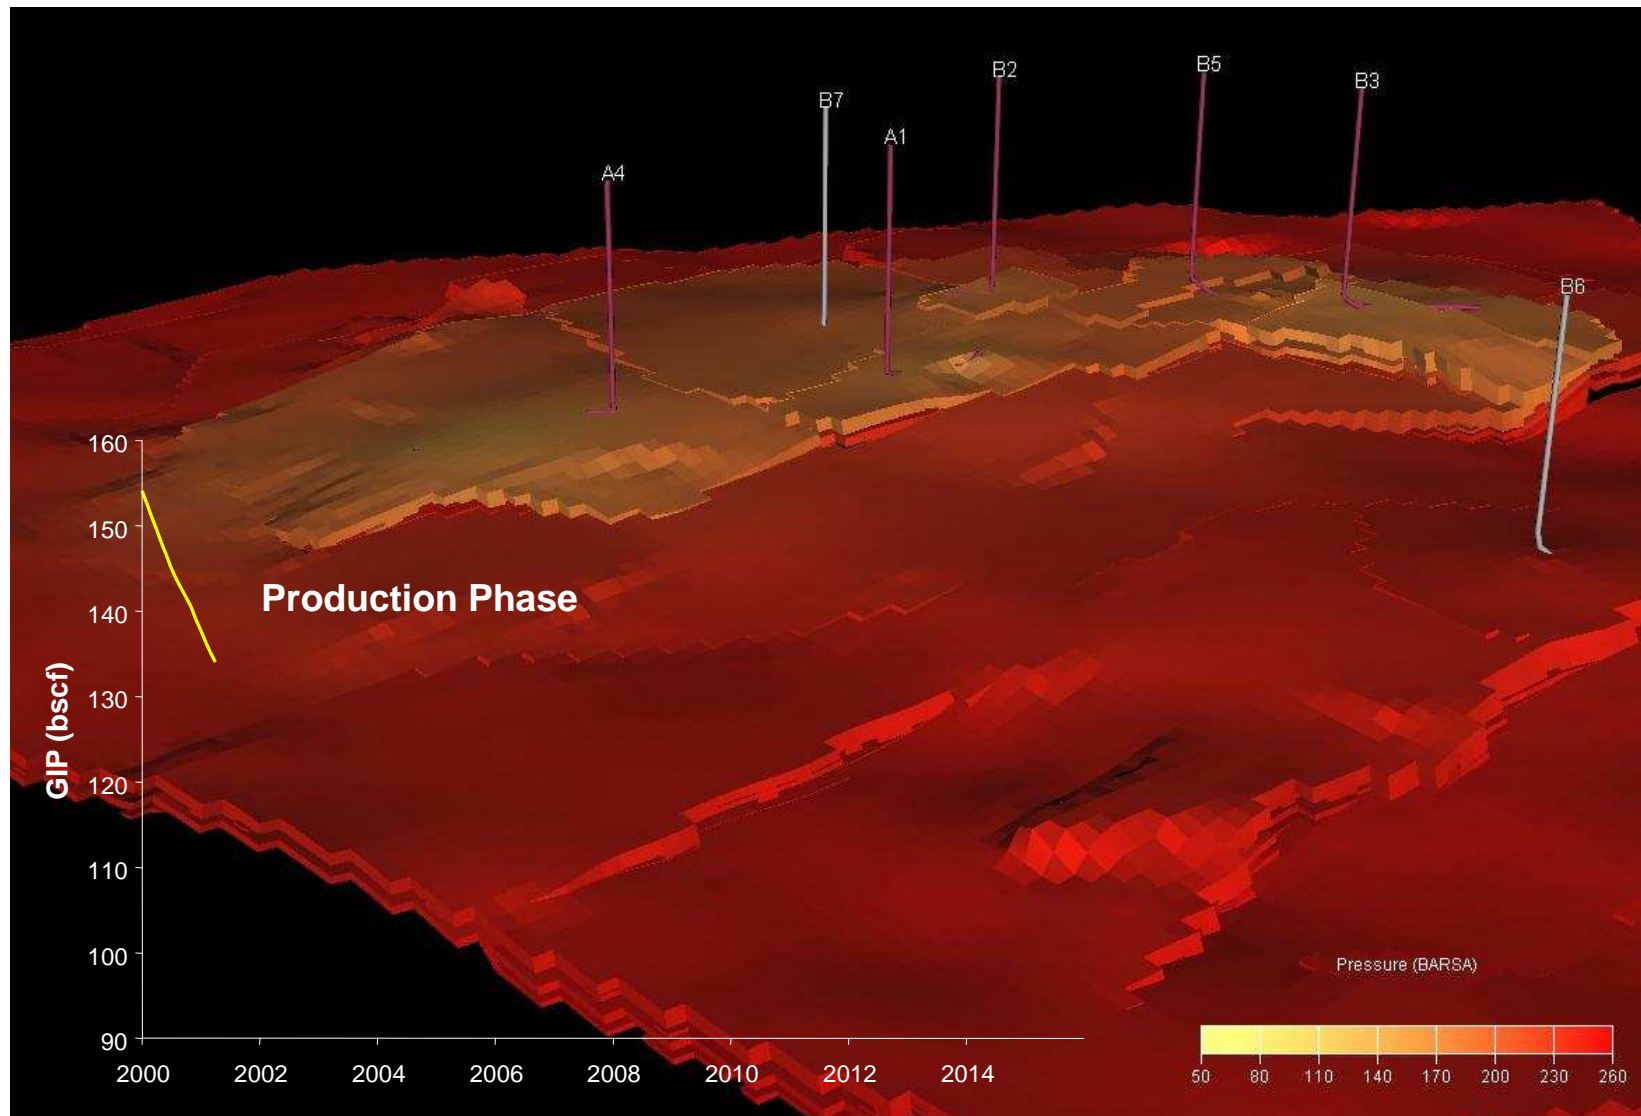 B5
B2
B3
B7
A1
A4
B6
160
150
Production Phase
140
130
GIP (bscf)
120
110
100
Pressure (BARSA)
90
2000 2002 2004 2006 2008 2010 2012 2014
50 80 110 140 170 200 230 260